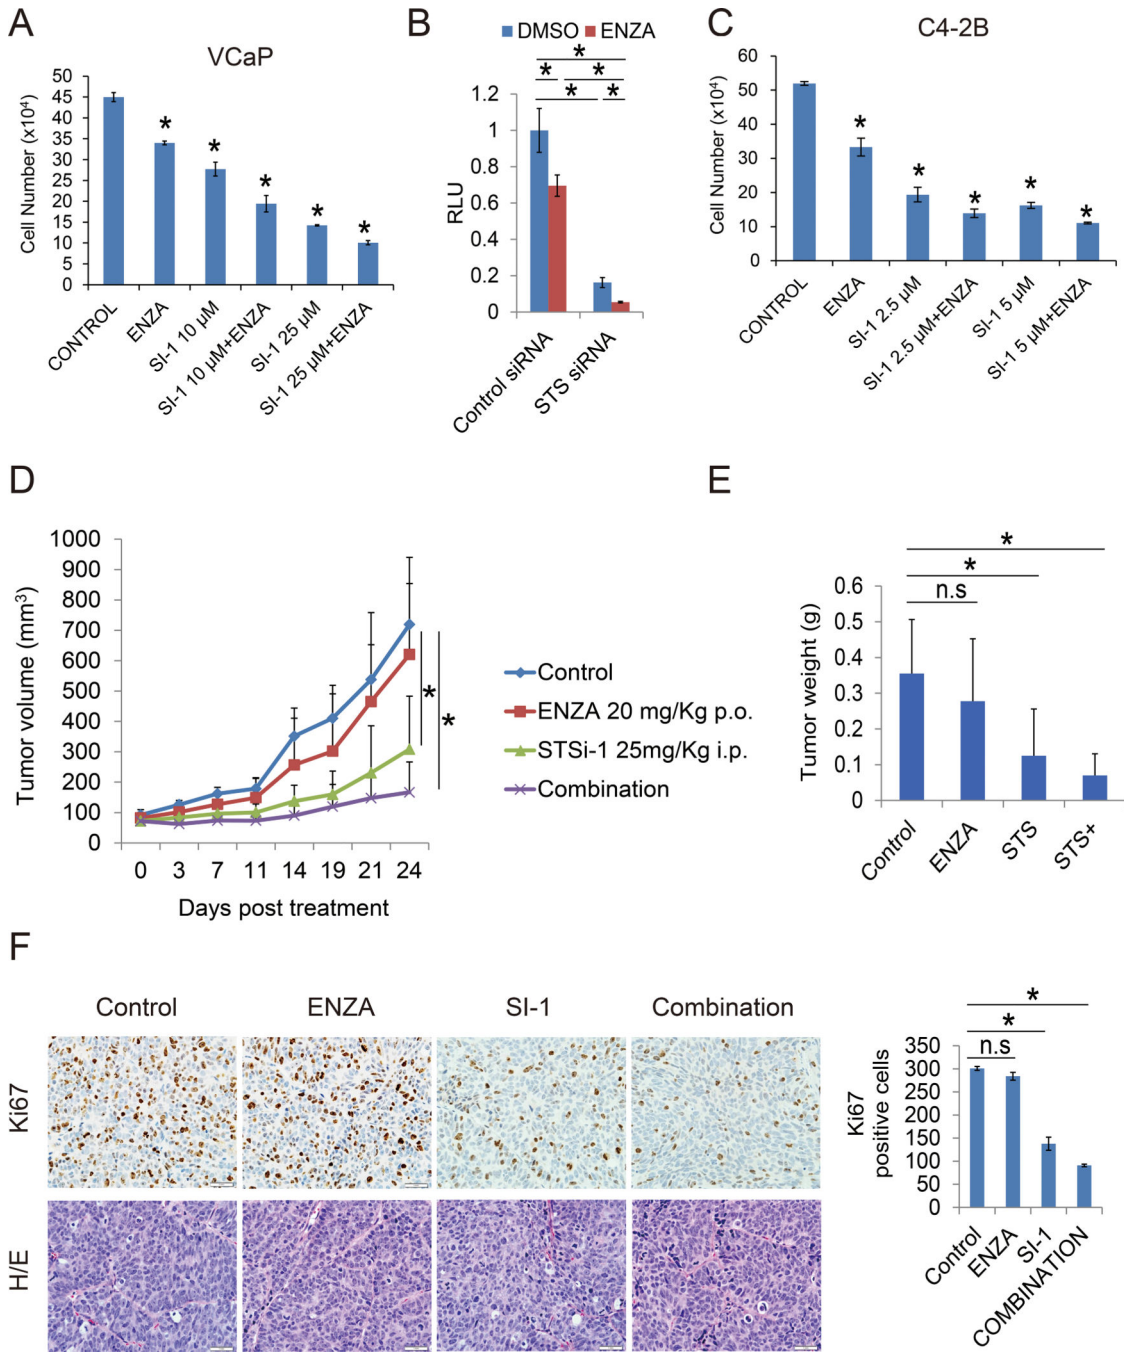 A
VCaP
Cell Number (x10⁴)
50
45
40
35
30
25
20
15
10
5
0
* * * * *
CONTROL
ENZA
SI-1 10 µM
SI-1 10 µM+ENZA
SI-1 25 µM
SI-1 25 µM+ENZA
B
DMSO ENZA
*
* *
* *
RLU
1.2
1
0.8
0.6
0.4
0.2
0
Control siRNA
STS siRNA
C
C4-2B
Cell Number (x10⁴)
60
50
40
30
20
10
0
* * * * *
CONTROL
ENZA
SI-1 2.5 µM
SI-1 2.5 µM+ENZA
SI-1 5 µM
SI-1 5 µM+ENZA
D
Tumor volume (mm³)
1000
900
800
700
600
500
400
300
200
100
0
0 3 7 11 14 19 21 24
Days post treatment
*
*
Control
ENZA 20 mg/Kg p.o.
STSi-1 25mg/Kg i.p.
Combination
E
*
*
n.s
Tumor weight (g)
0.6
0.5
0.4
0.3
0.2
0.1
0
Control
ENZA
STS
STS+
F
Control ENZA SI-1 Combination
Ki67
H/E
*
*
n.s
Ki67
positive cells
350
300
250
200
150
100
50
0
Control
ENZA
SI-1
COMBINATION